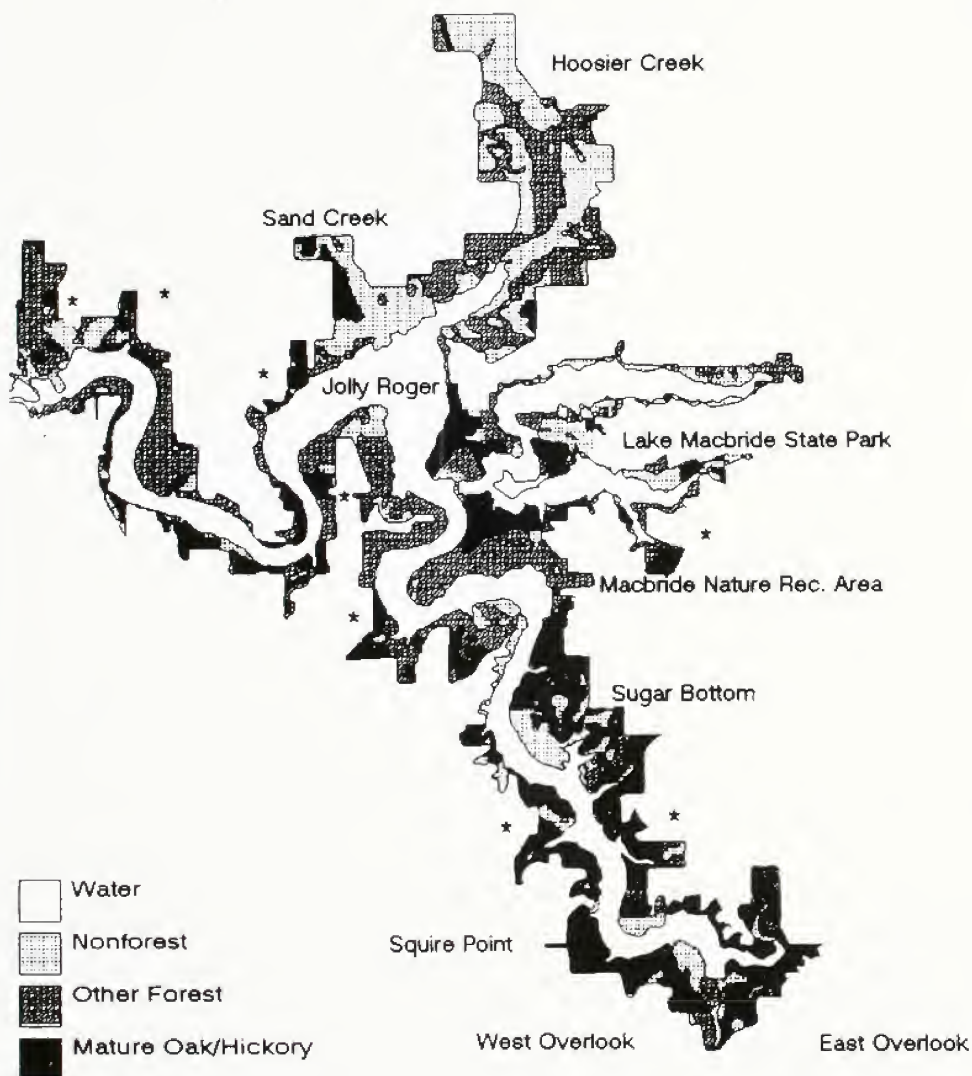 Hoosier Creek
Sand Creek
Jolly Roger
Lake Macbride State Park
Macbride Nature Rec. Area
Sugar Bottom
Water
Nonforest
Other Forest
Mature Oak/Hickory
Squire Point
West Overlook
East Overlook